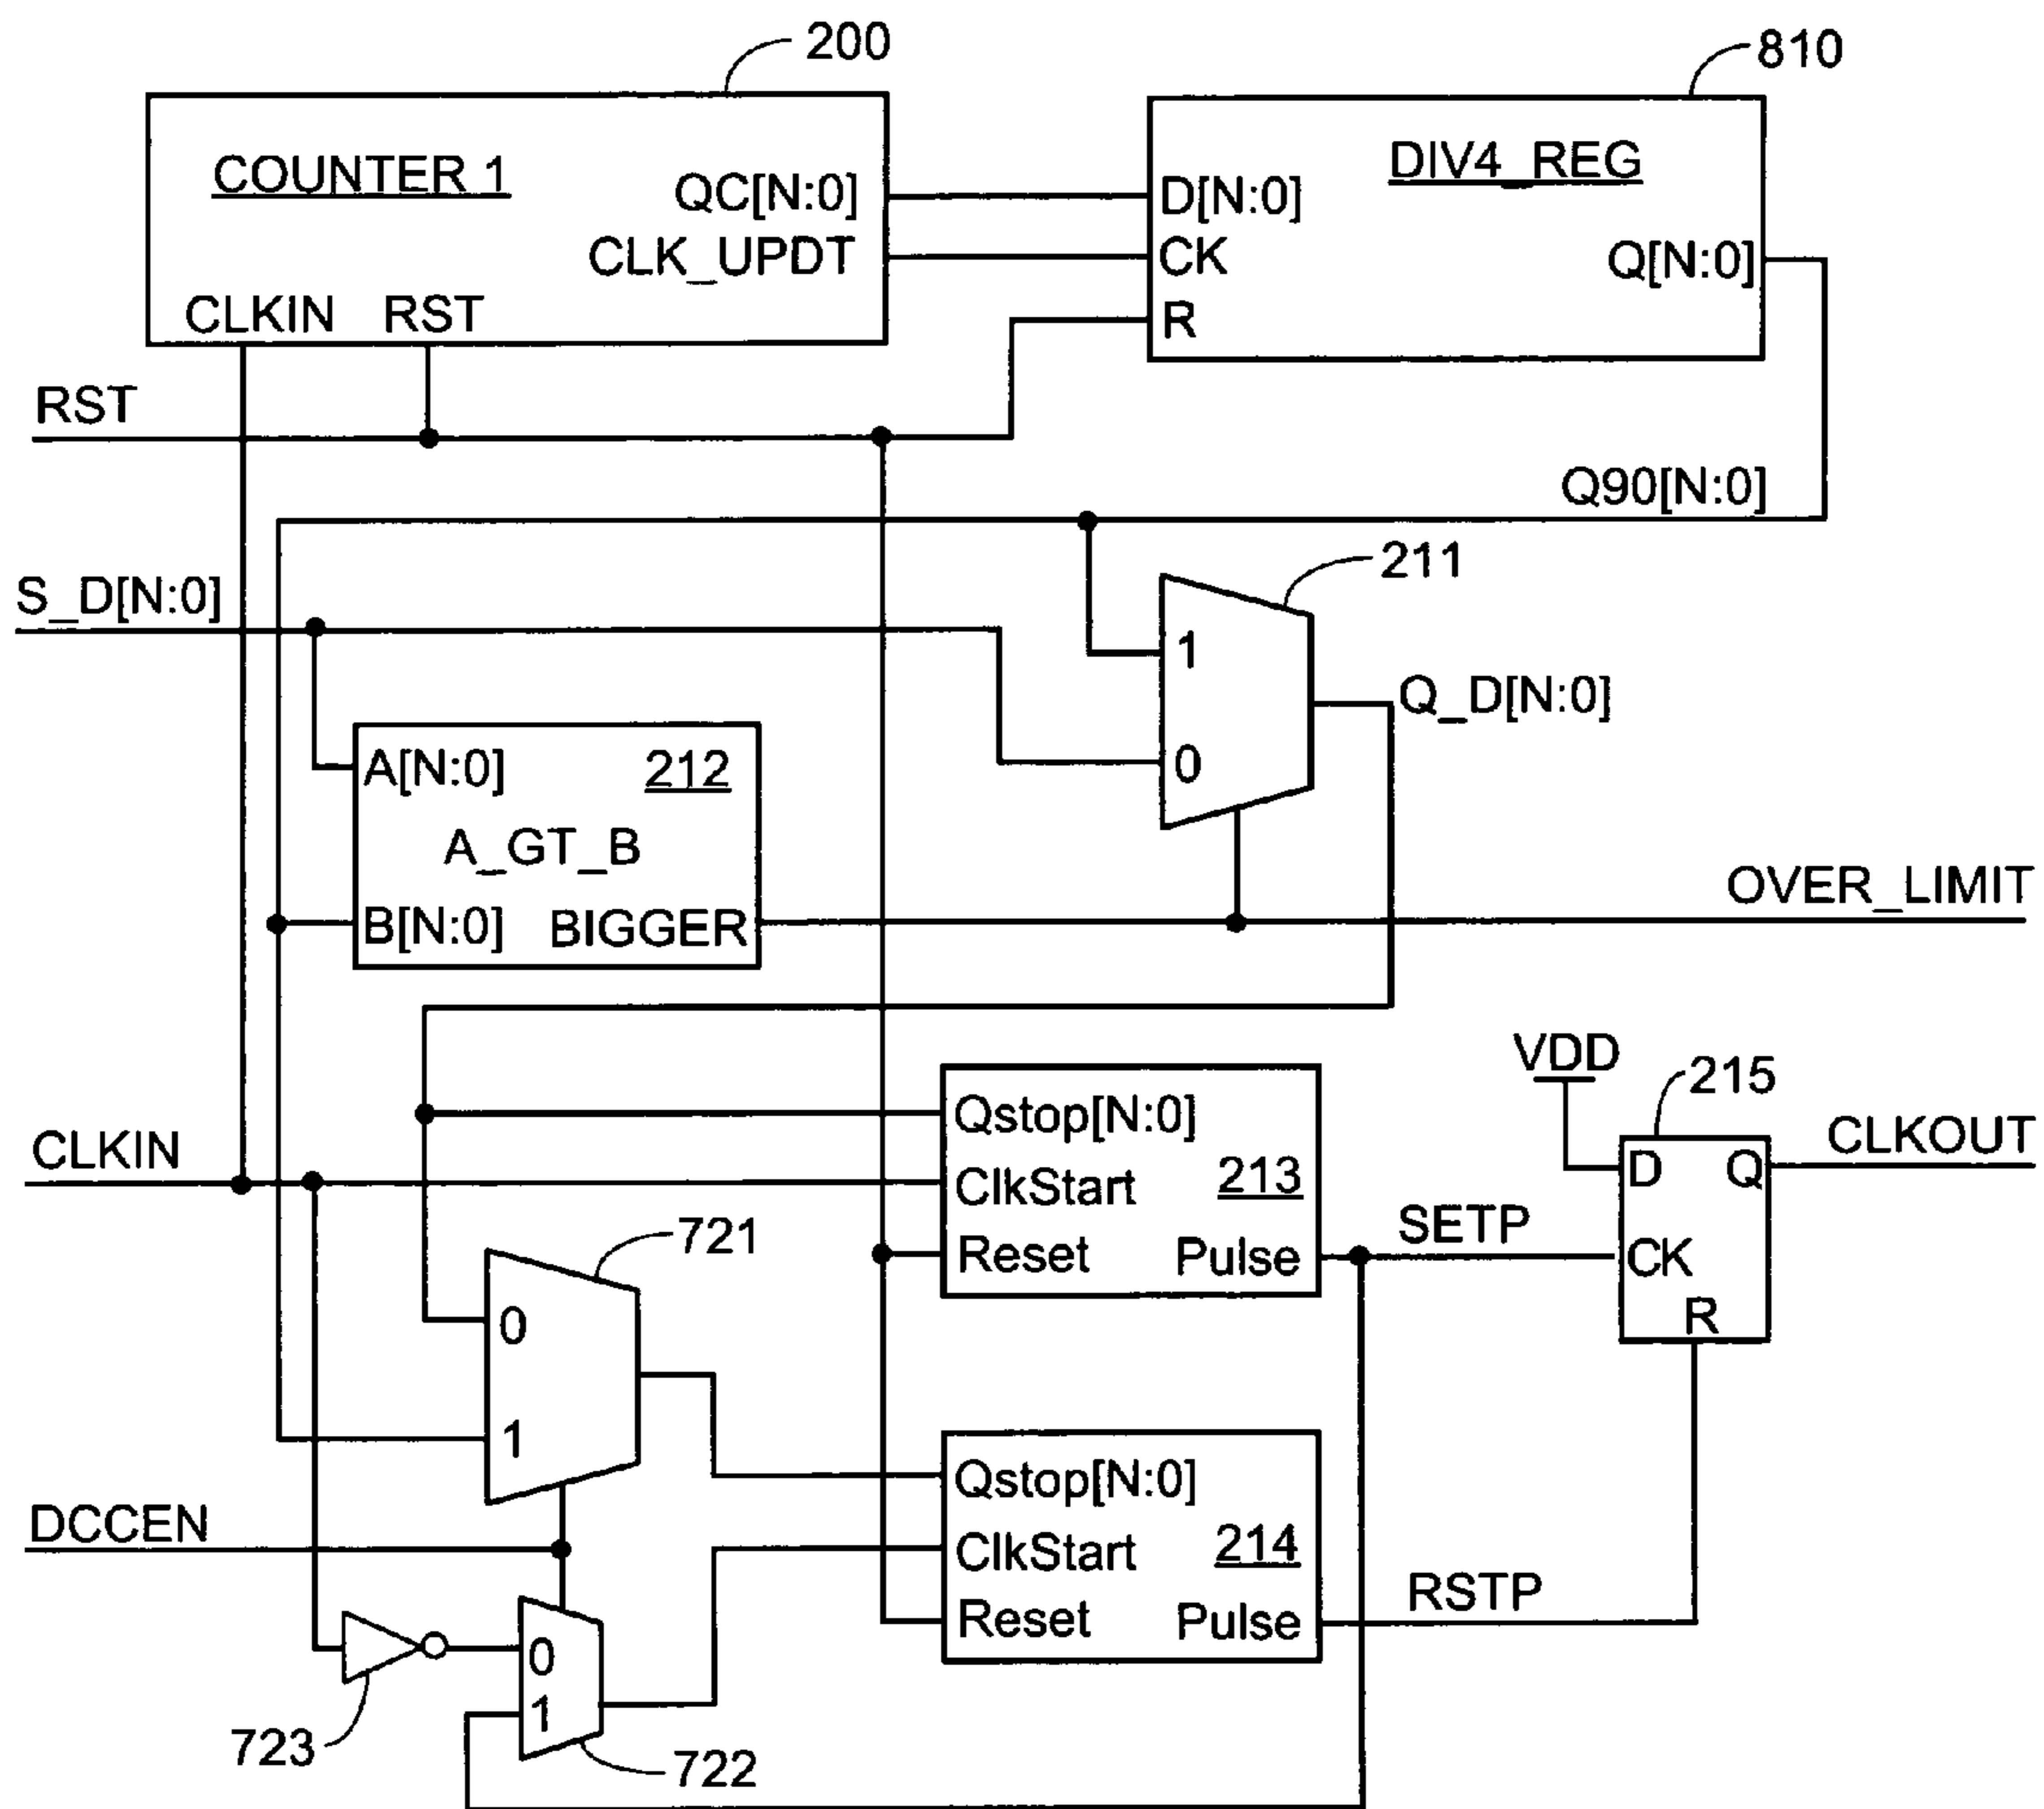 200
810
COUNTER 1
QC[N:0]
CLK_UPDT
CLKIN RST
DIV4_REG
D[N:0]
CK
R
Q[N:0]
RST
Q90[N:0]
S_D[N:0]
211
1
0
Q_D[N:0]
A[N:0] 212
A_GT_B
B[N:0] BIGGER
OVER_LIMIT
CLKIN
Qstop[N:0]
ClkStart 213
Reset Pulse
SETP
VDD
215
D Q
CK
R
CLKOUT
721
0
1
DCCEN
Qstop[N:0]
ClkStart 214
Reset Pulse
RSTP
0
1
723
722